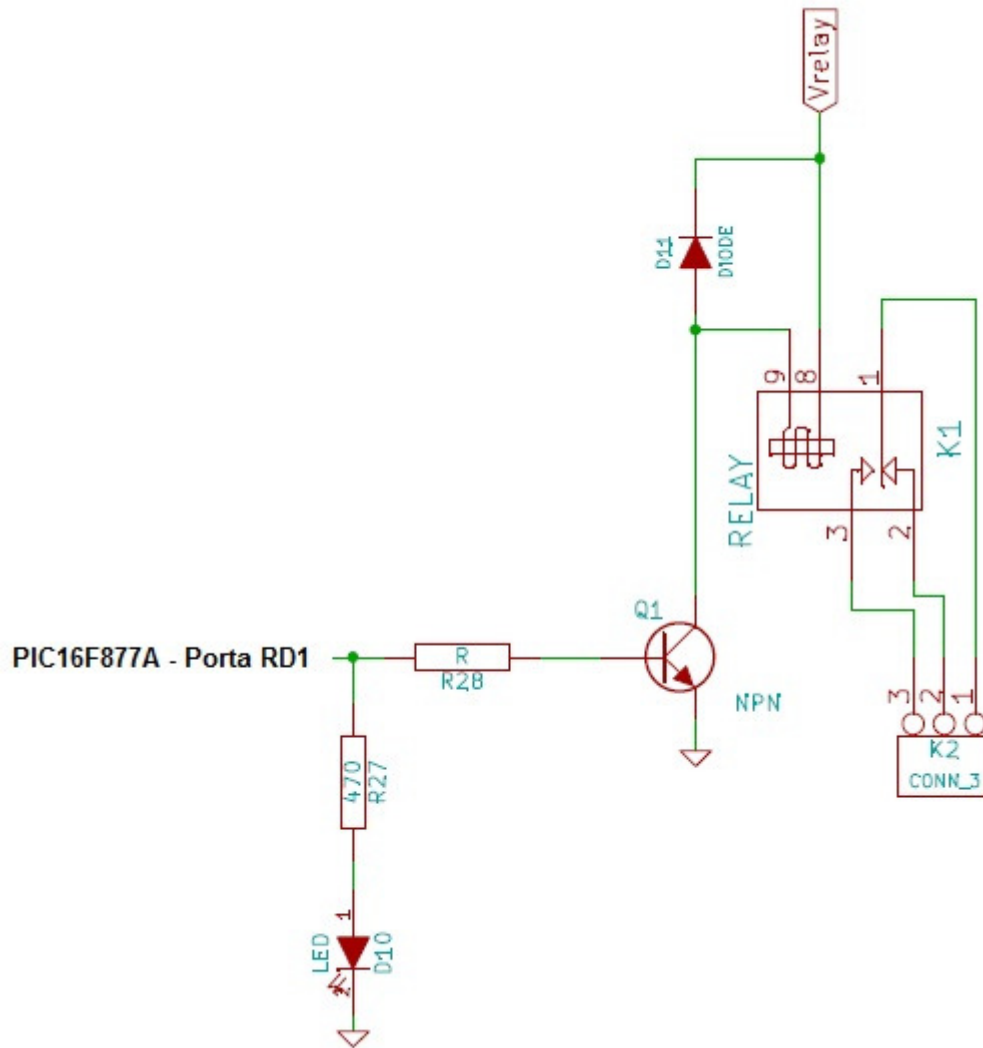 Vrelay
D11
DIODE
9
8
1
K1
RELAY
3
2
Q1
PIC16F877A - Porta RD1
R
R28
NPN
3
2
1
K2
CONN_3
470
R27
1
LED
D10
2